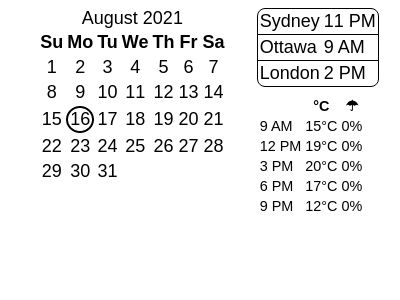 August 2021
Su Mo Tu We Th Fr Sa
1 2 3 4 5 6 7
8 9 10 11 12 13 14
15 16 17 18 19 20 21
22 23 24 25 26 27 28
29 30 31
Sydney 11 PM
Ottawa 9 AM
London 2 PM
°C ☂
9 AM 15°C 0%
12 PM 19°C 0%
3 PM 20°C 0%
6 PM 17°C 0%
9 PM 12°C 0%